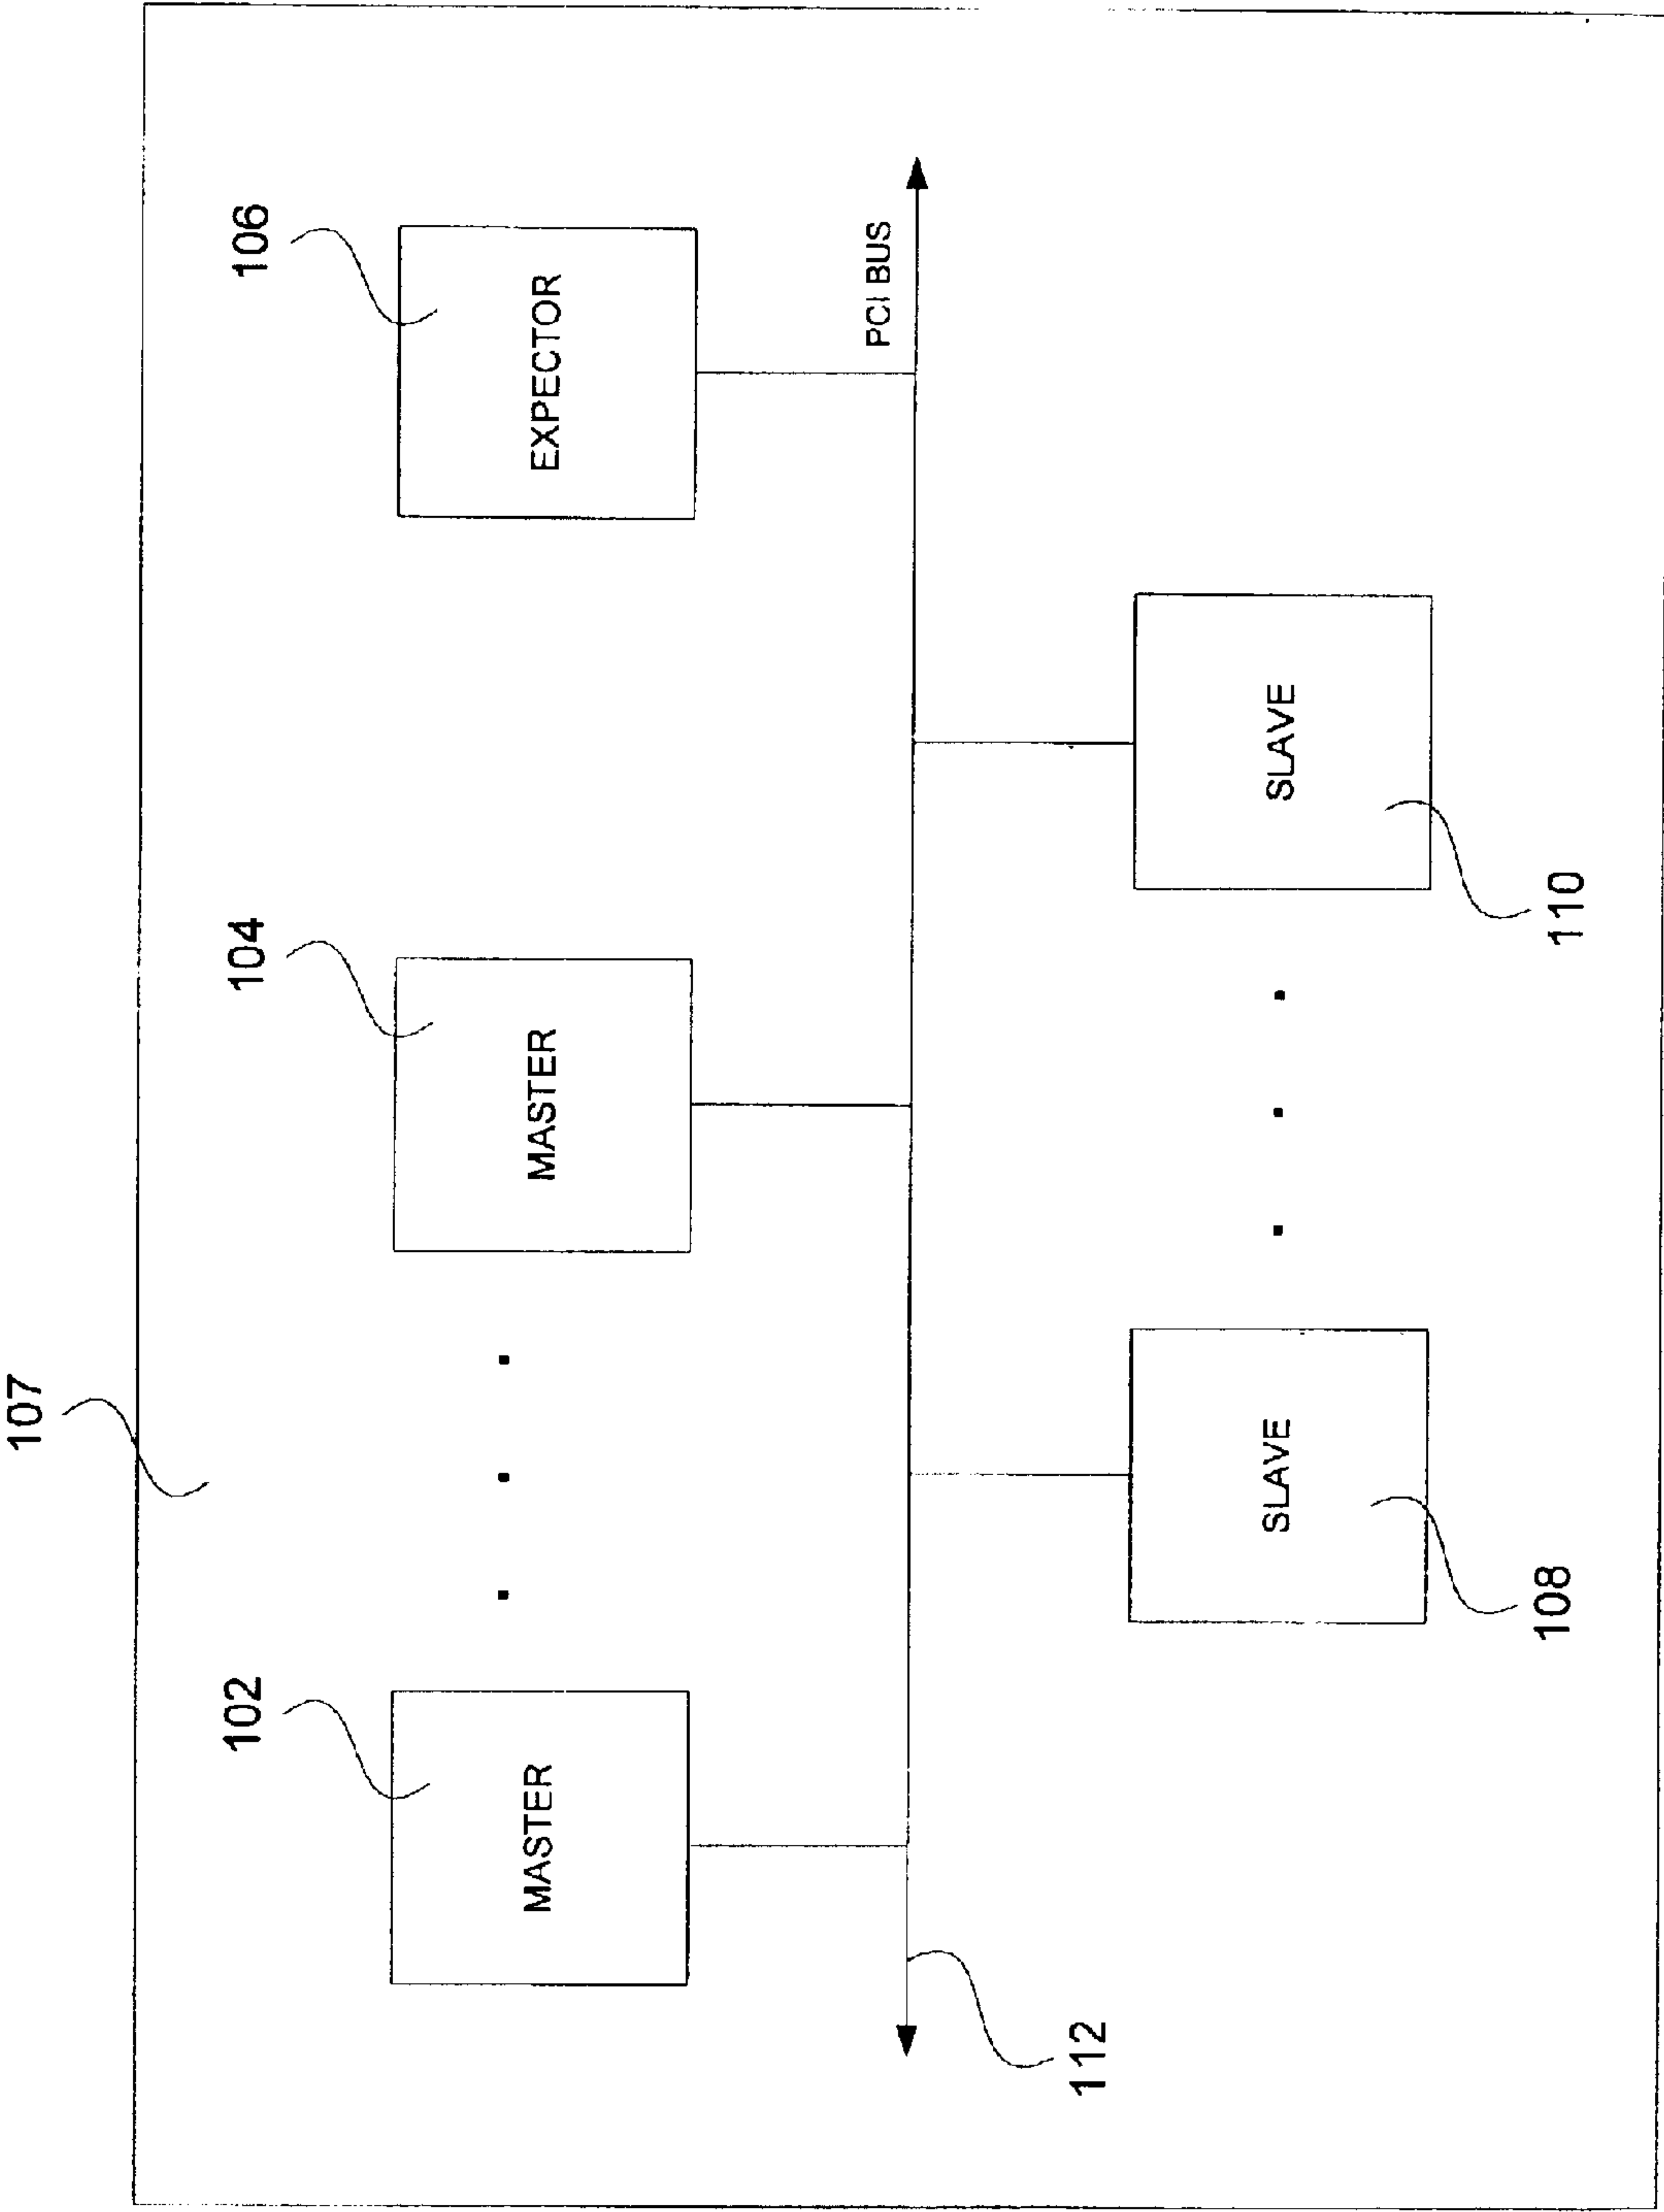 107
102
MASTER
104
MASTER
106
EXPECTOR
PCI BUS
112
SLAVE
108
SLAVE
110